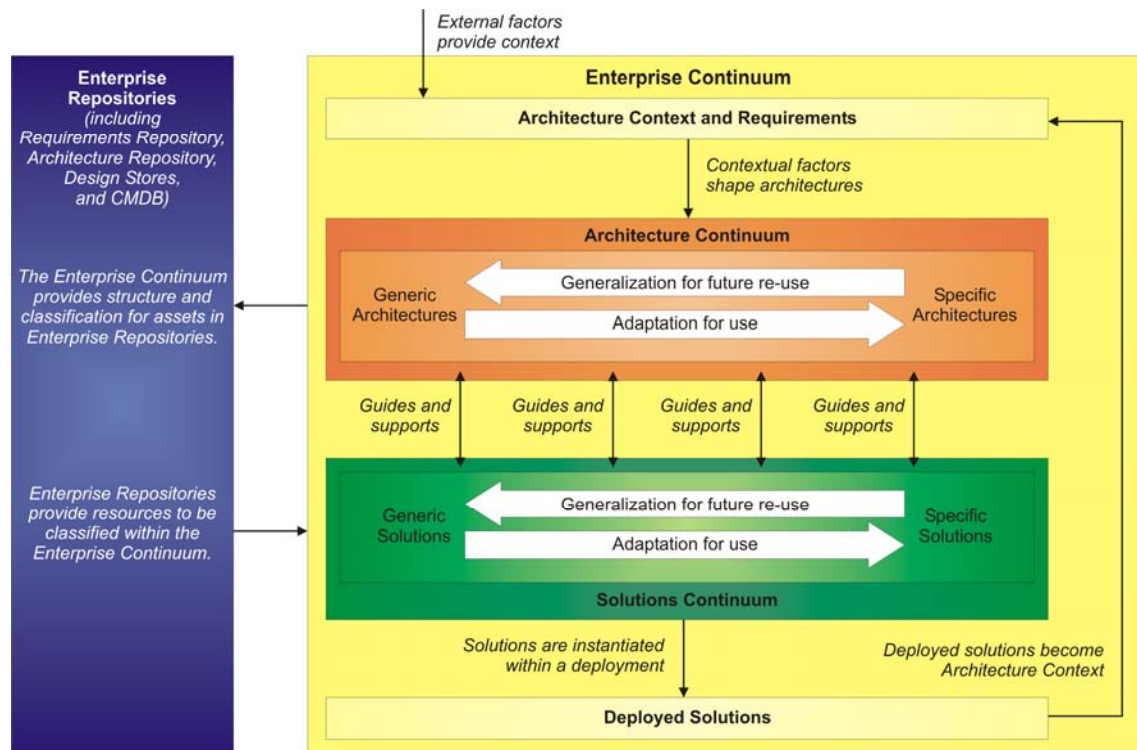 External factors
provide context
Enterprise
Repositories
(including
Requirements Repository,
Architecture Repository,
Design Stores,
and CMDB)
The Enterprise Continuum
provides structure and
classification for assets in
Enterprise Repositories.
Enterprise Repositories
provide resources to be
classified within the
Enterprise Continuum.
Enterprise Continuum
Architecture Context and Requirements
Contextual factors
shape architectures
Architecture Continuum
Generic
Architectures
Generalization for future re-use
Adaptation for use
Specific
Architectures
Guides and
supports
Guides and
supports
Guides and
supports
Guides and
supports
Generic
Solutions
Generalization for future re-use
Adaptation for use
Specific
Solutions
Solutions Continuum
Solutions are instantiated
within a deployment
Deployed solutions become
Architecture Context
Deployed Solutions